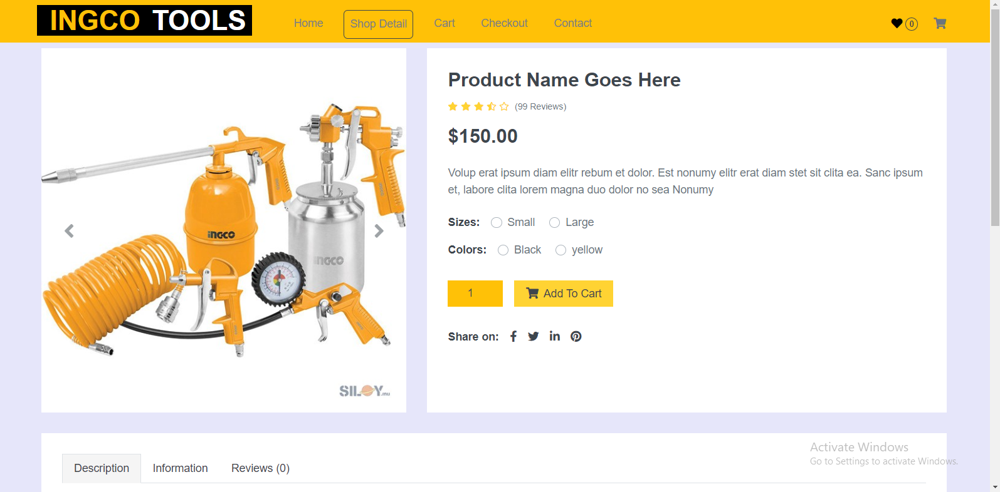 INGCO TOOLS
Home
Shop Detail
Cart
Checkout
Contact
0
Product Name Goes Here
(99 Reviews)
$150.00
Volup erat ipsum diam elitr rebum et dolor. Est nonumy elitr erat diam stet sit clita ea. Sanc ipsum
et, labore clita lorem magna duo dolor no sea Nonumy
Sizes: Small Large
Colors: Black yellow
1
Add To Cart
Share on:
INGCO
INGCO
INGCO
SILOY.mu
Description
Information
Reviews (0)
Activate Windows
Go to Settings to activate Windows.